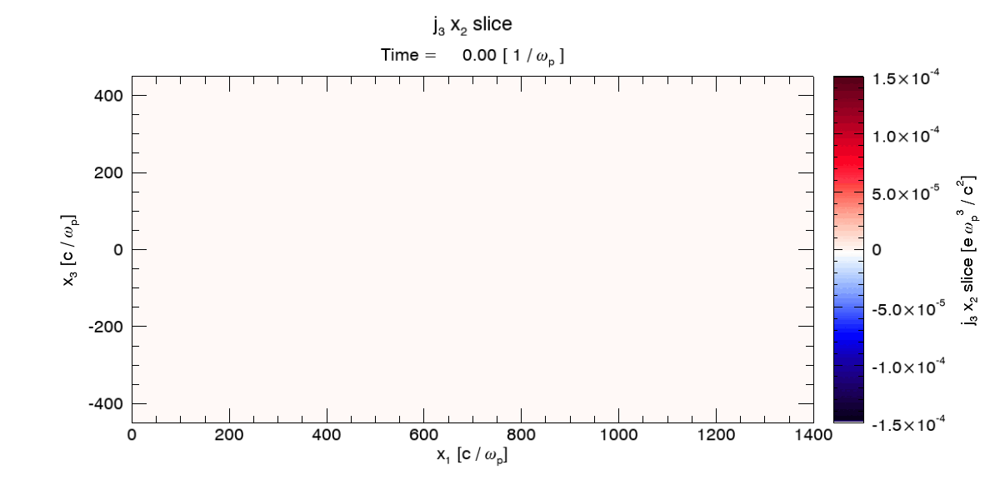 j₃ x₂ slice
Time =     0.00 [ 1 / ωₚ ]
400
200
0
-200
-400
x₃ [c / ωₚ]
0 200 400 600 800 1000 1200 1400
x₁ [c / ωₚ]
1.5×10⁻⁴
1.0×10⁻⁴
5.0×10⁻⁵
0
-5.0×10⁻⁵
-1.0×10⁻⁴
-1.5×10⁻⁴
j₃ x₂ slice [e ωₚ³ / c²]